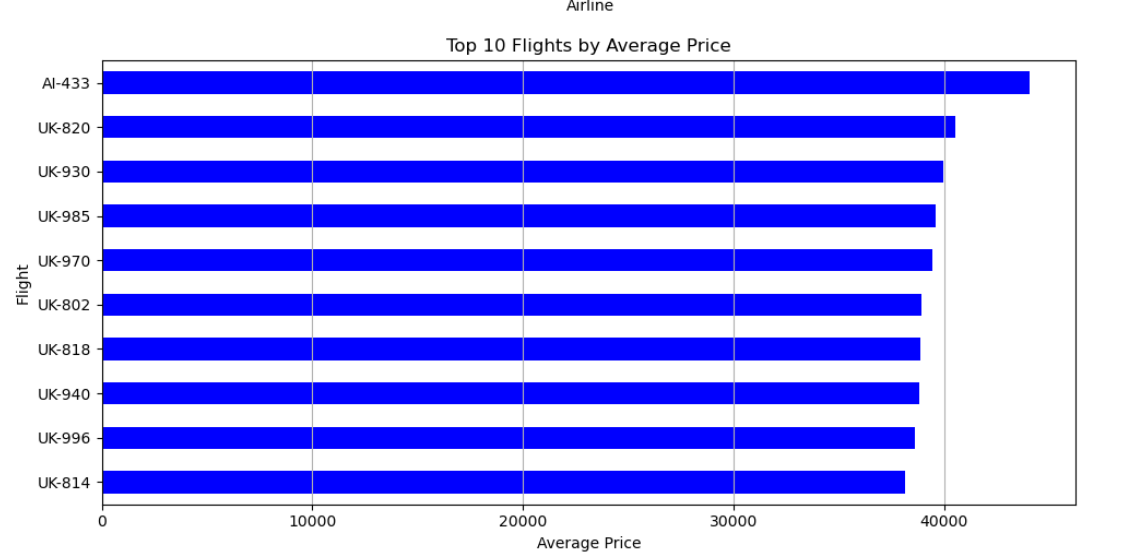 Airline
Top 10 Flights by Average Price
AI-433
UK-820
UK-930
UK-985
UK-970
UK-802
UK-818
UK-940
UK-996
UK-814
Flight
0 10000 20000 30000 40000
Average Price